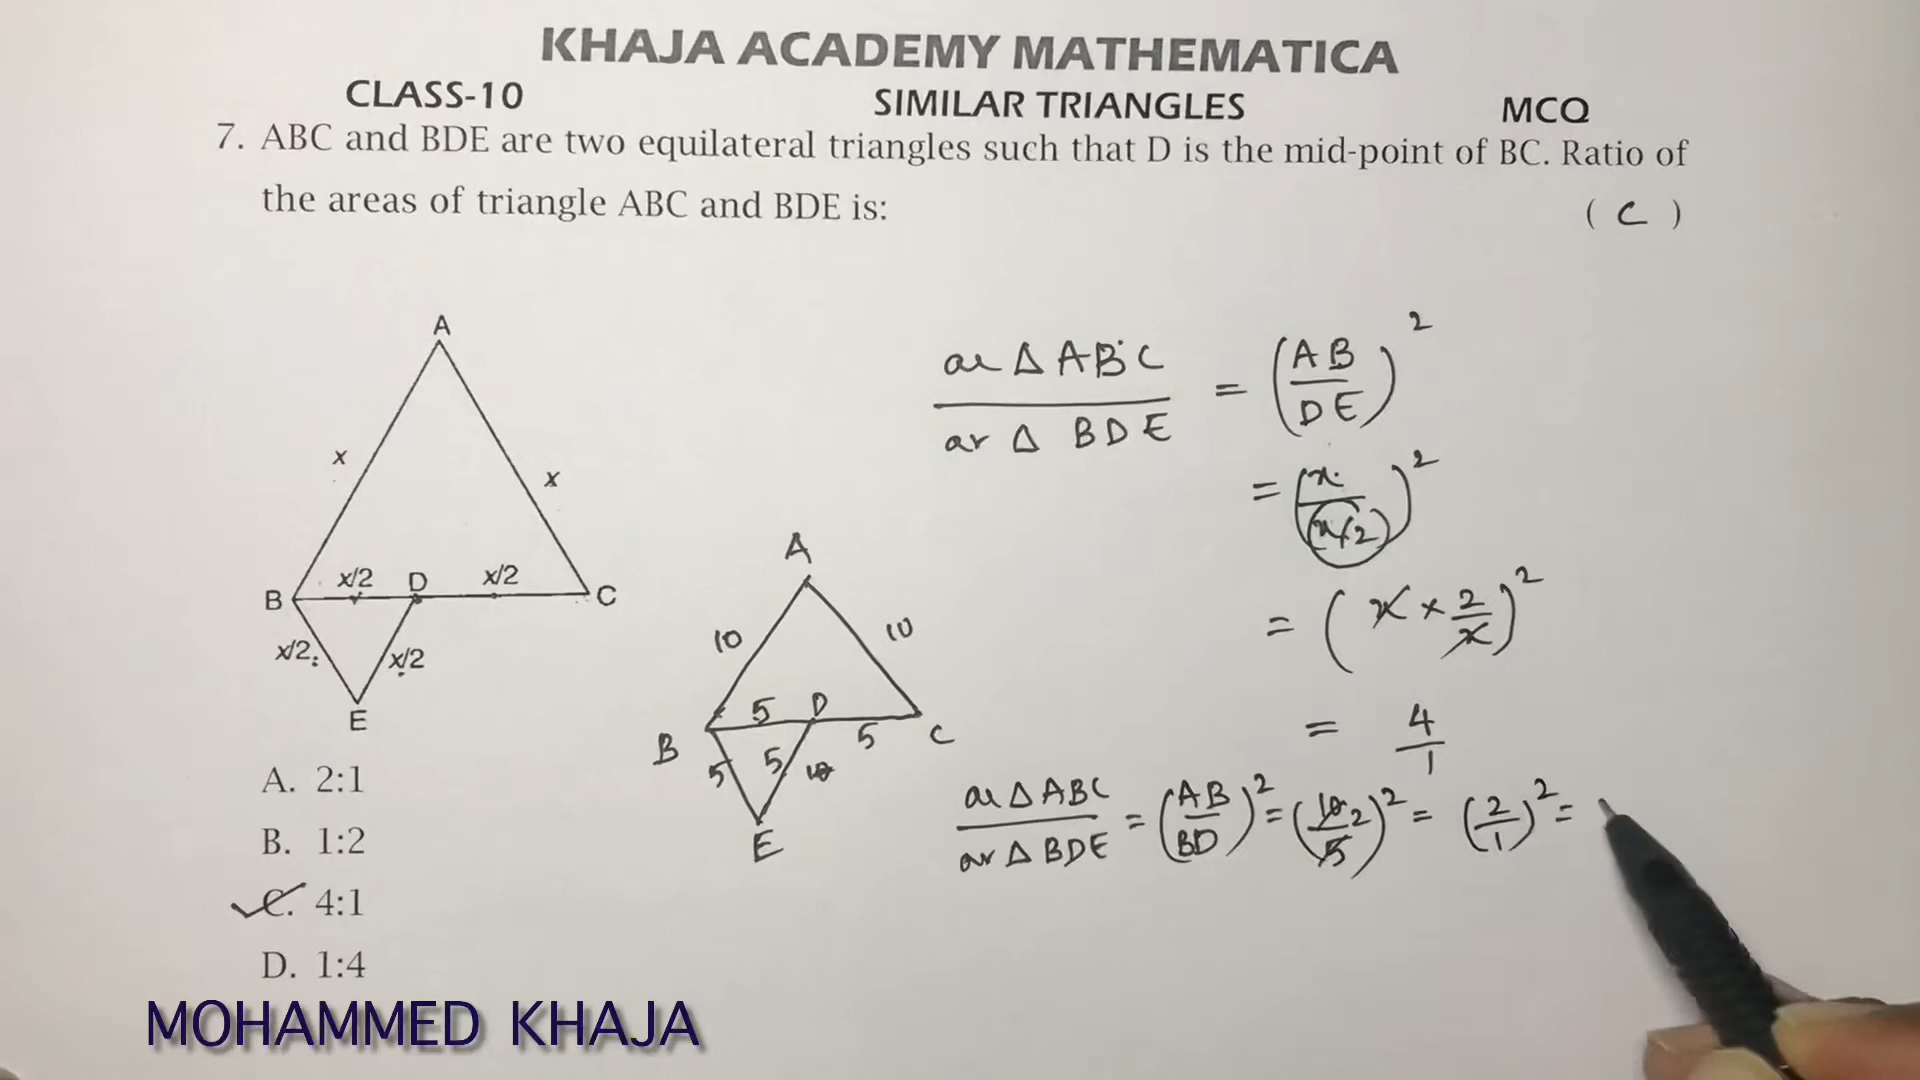 KHAJA ACADEMY MATHEMATICA
CLASS-10 SIMILAR TRIANGLES MCQ
7. ABC and BDE are two equilateral triangles such that D is the mid-point of BC. Ratio of
the areas of triangle ABC and BDE is: ( C )
A
x x
B x/2 D x/2 C
x/2 x/2
E
A
10 10
B 5 D 5 C
5 5 10
E
ar Δ ABC / ar Δ BDE = (AB/DE)²
= (x/(x/2))²
= (x × 2/x)²
= 4/1
ar Δ ABC / ar Δ BDE = (AB/BD)² = (10/5 2)² = (2/1)² =
A. 2:1
B. 1:2
C. 4:1
D. 1:4
MOHAMMED KHAJA